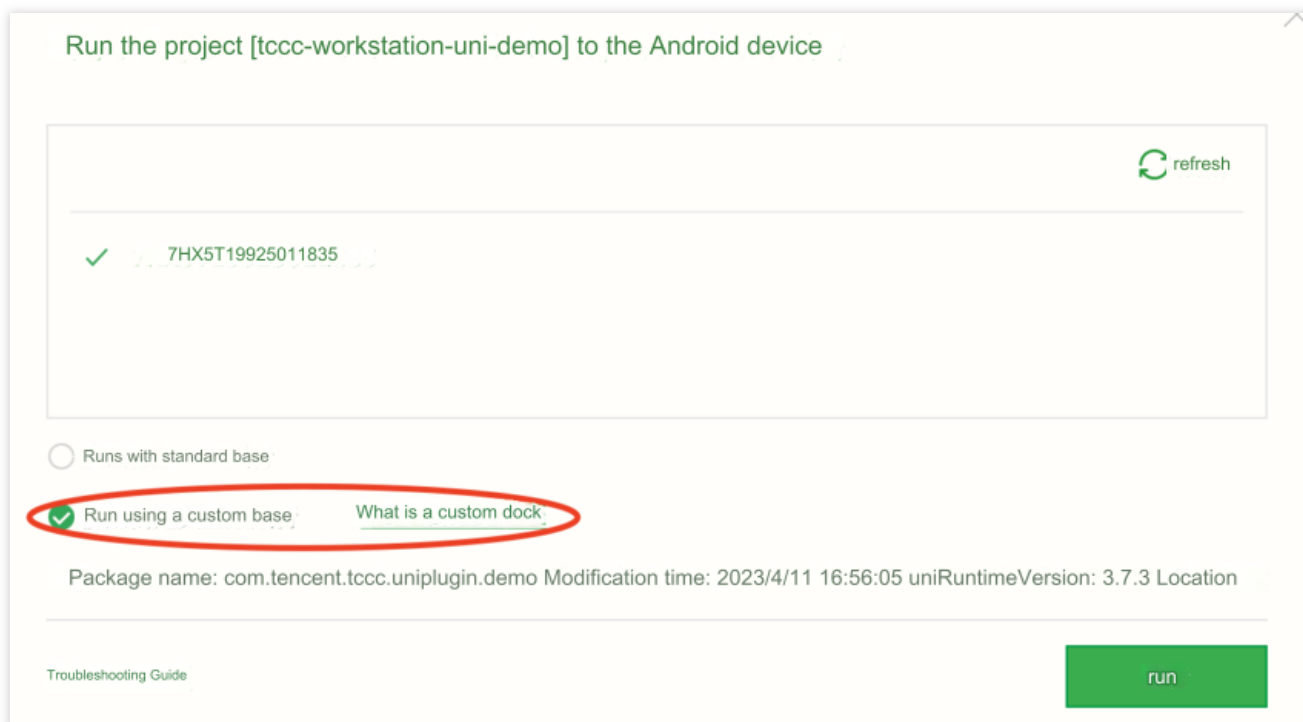 Run the project [tccc-workstation-uni-demo] to the Android device
refresh
7HX5T19925011835
Runs with standard base
Run using a custom base What is a custom dock
Package name: com.tencent.tccc.uniplugin.demo Modification time: 2023/4/11 16:56:05 uniRuntimeVersion: 3.7.3 Location
Troubleshooting Guide
run